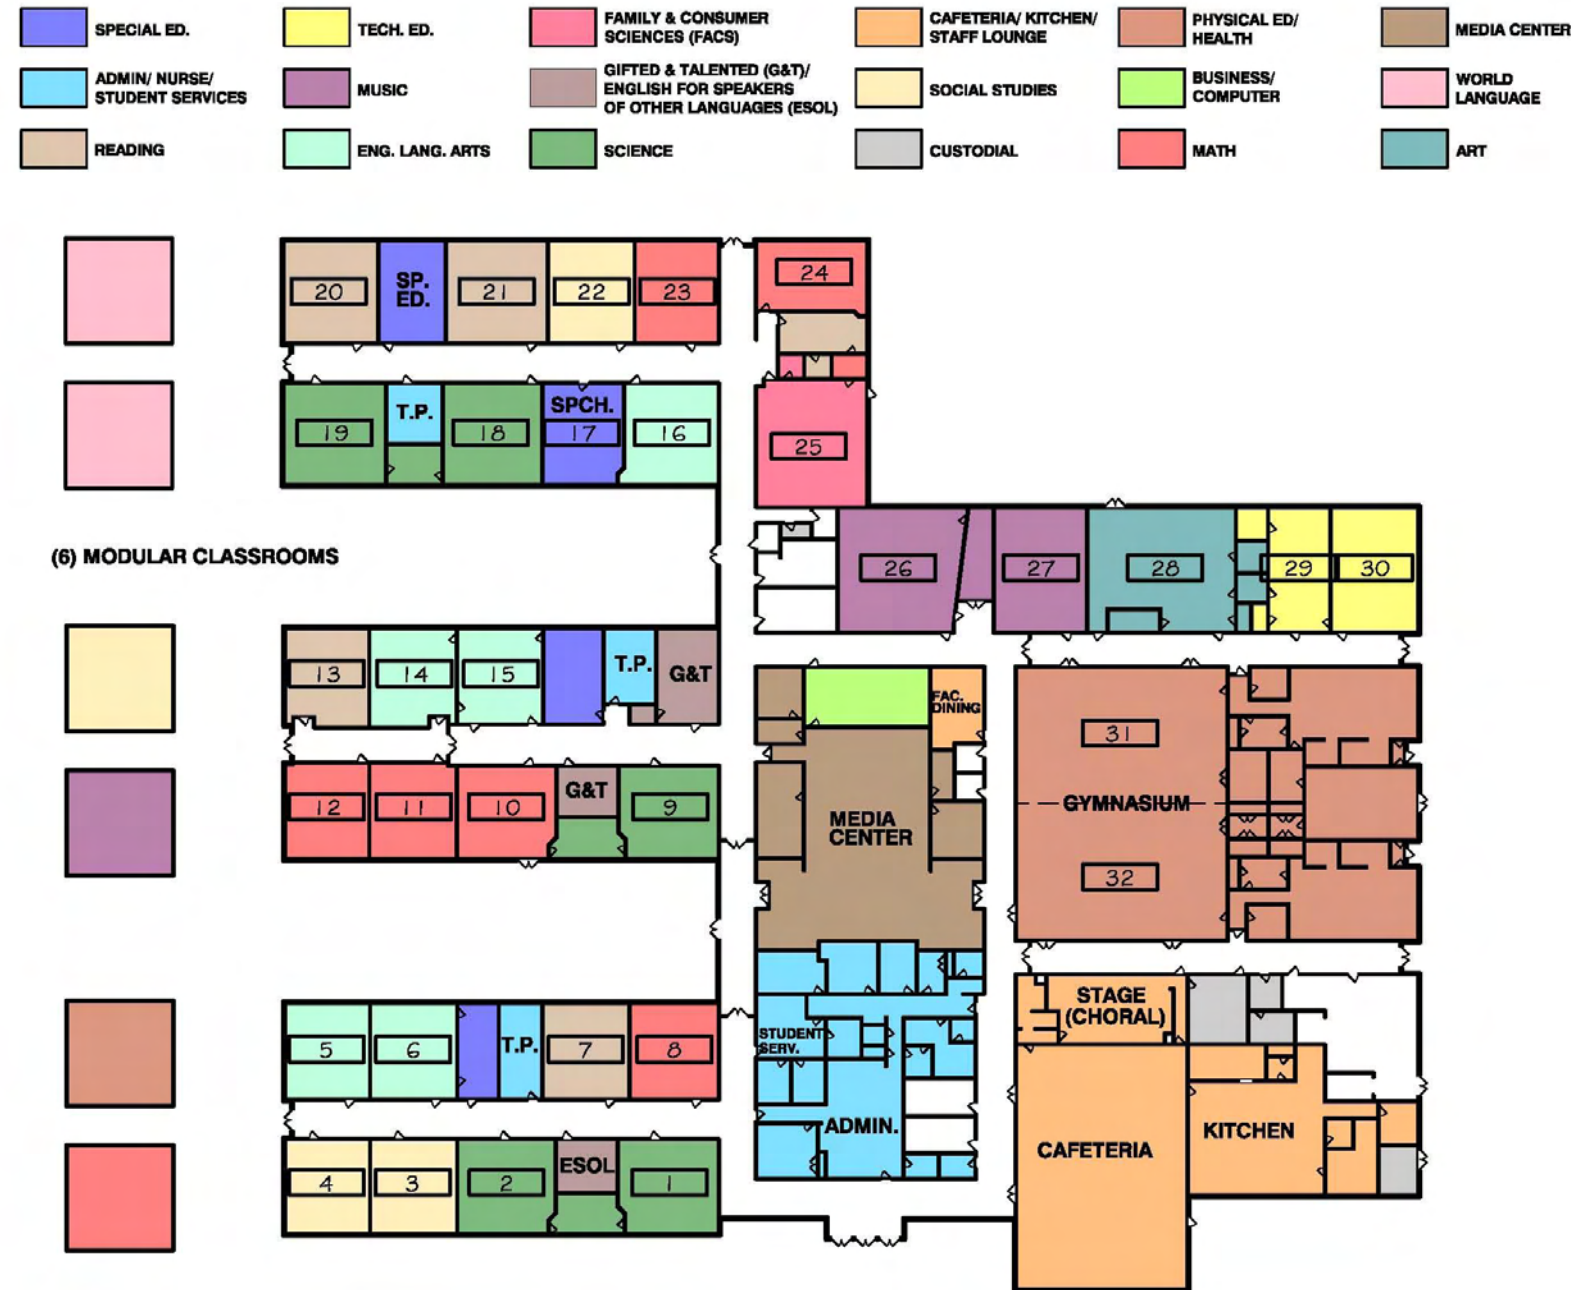 SPECIAL ED.
TECH. ED.
FAMILY & CONSUMER
SCIENCES (FACS)
CAFETERIA/ KITCHEN/
STAFF LOUNGE
PHYSICAL ED/
HEALTH
MEDIA CENTER
ADMIN/ NURSE/
STUDENT SERVICES
MUSIC
GIFTED & TALENTED (G&T)/
ENGLISH FOR SPEAKERS
OF OTHER LANGUAGES (ESOL)
SOCIAL STUDIES
BUSINESS/
COMPUTER
WORLD
LANGUAGE
READING
ENG. LANG. ARTS
SCIENCE
CUSTODIAL
MATH
ART
20
SP.
ED.
21
22
23
24
19
T.P.
18
SPCH.
17
16
25
(6) MODULAR CLASSROOMS
26
27
28
29
30
13
14
15
T.P.
G&T
FAC.
DINING
31
12
11
10
G&T
9
MEDIA
CENTER
GYMNASIUM
32
5
6
T.P.
7
8
STUDENT
SERV.
STAGE
(CHORAL)
ADMIN.
CAFETERIA
KITCHEN
4
3
2
ESOL
1